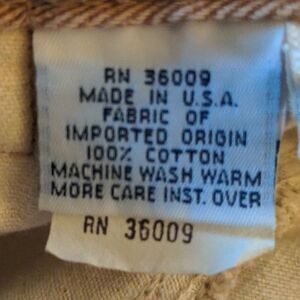 RN 36009
MADE IN U.S.A.
FABRIC OF
IMPORTED ORIGIN
100% COTTON
MACHINE WASH WARM
MORE CARE INST. OVER
RN 36009